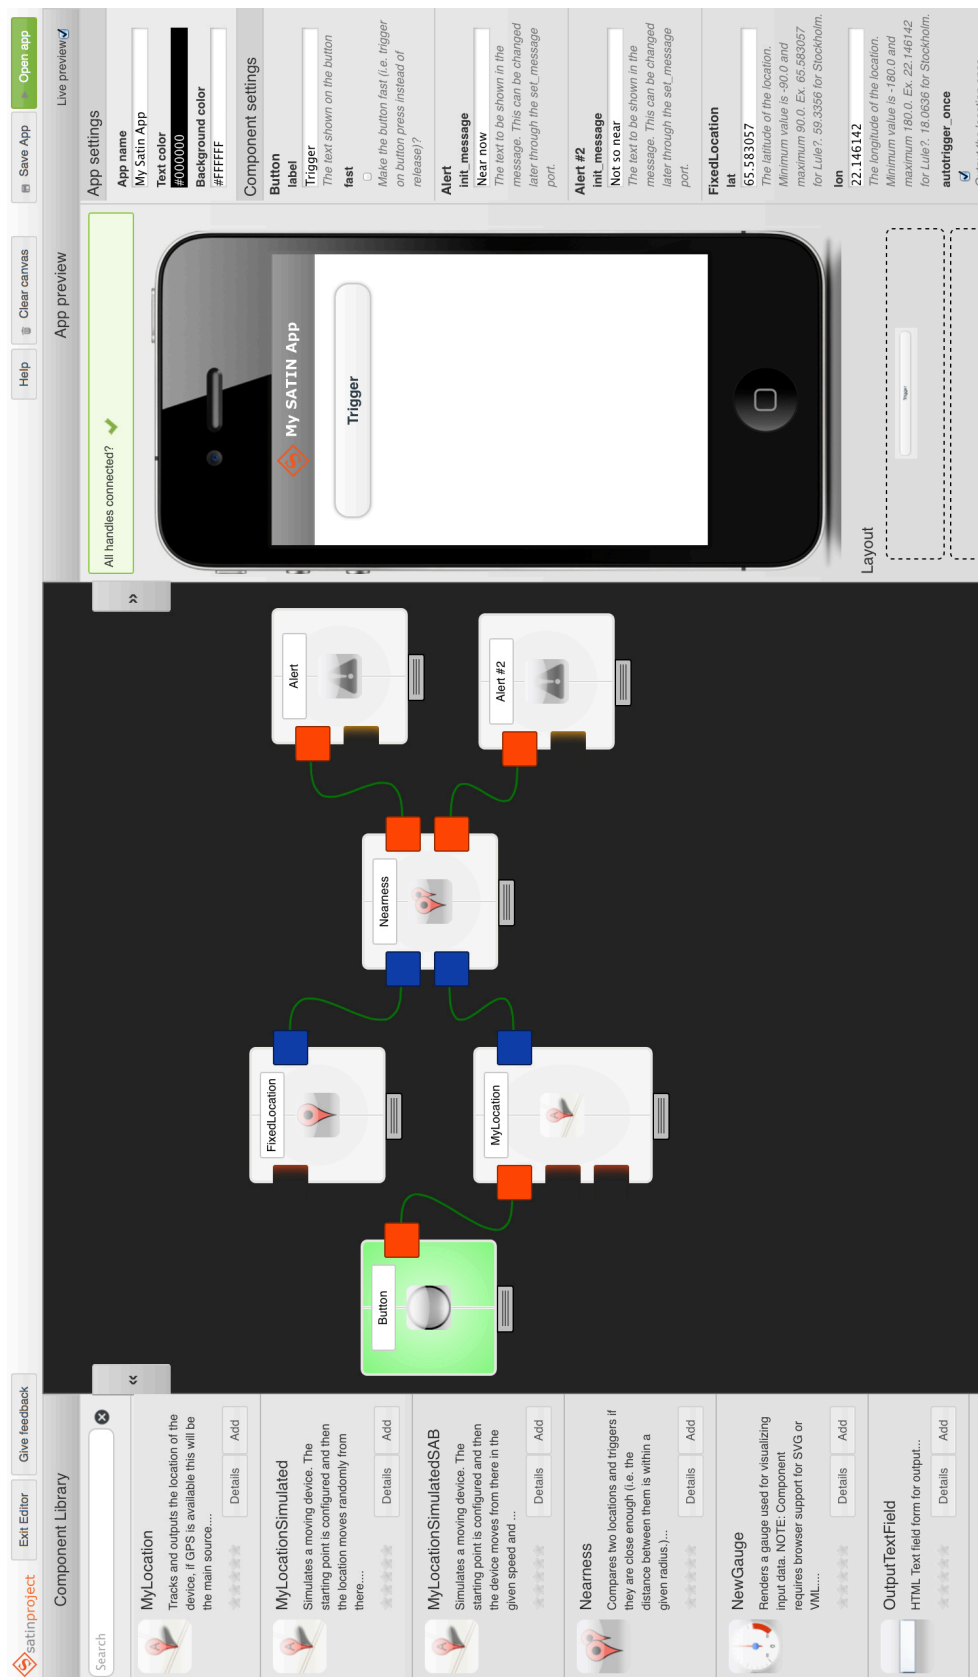 satinproject
Exit Editor
Give feedback
Help
Clear canvas
Save App
Open app
Component Library
Search
MyLocation
Tracks and outputs the location of the
device, if GPS is available this will be
the main source....
Details
Add
MyLocationSimulated
Simulates a moving device. The
starting point is configured and then
the location moves randomly from
there....
Details
Add
MyLocationSimulatedSAB
Simulates a moving device. The
starting point is configured and then
the device moves from there in the
given speed and ...
Details
Add
Nearness
Compares two locations and triggers if
they are close enough (i.e. the
distance between them is within a
given radius.)...
Details
Add
NewGauge
Renders a gauge used for visualizing
input data. NOTE: Component
requires browser support for SVG or
VML....
Details
Add
OutputTextField
HTML Text field form for output...
Details
Add
«
»
Button
FixedLocation
MyLocation
Nearness
Alert
Alert #2
App preview
Live preview
All handles connected?
My SATIN App
Trigger
Layout
Trigger
App settings
App name
My Satin App
Text color
#000000
Background color
#FFFFFF
Component settings
Button
label
Trigger
The text shown on the button
fast
Make the button fast (i.e. trigger
on button press instead of
release)?
Alert
init_message
Near now
The text to be shown in the
message. This can be changed
later through the set_message
port.
Alert #2
init_message
Not so near
The text to be shown in the
message. This can be changed
later through the set_message
port.
FixedLocation
lat
65.583057
The latitude of the location.
Minimum value is -90.0 and
maximum 90.0. Ex. 65.583057
for Lule?. 59.3356 for Stockholm.
lon
22.146142
The longitude of the location.
Minimum value is -180.0 and
maximum 180.0. Ex. 22.146142
for Lule?. 18.0636 for Stockholm.
autotrigger_once